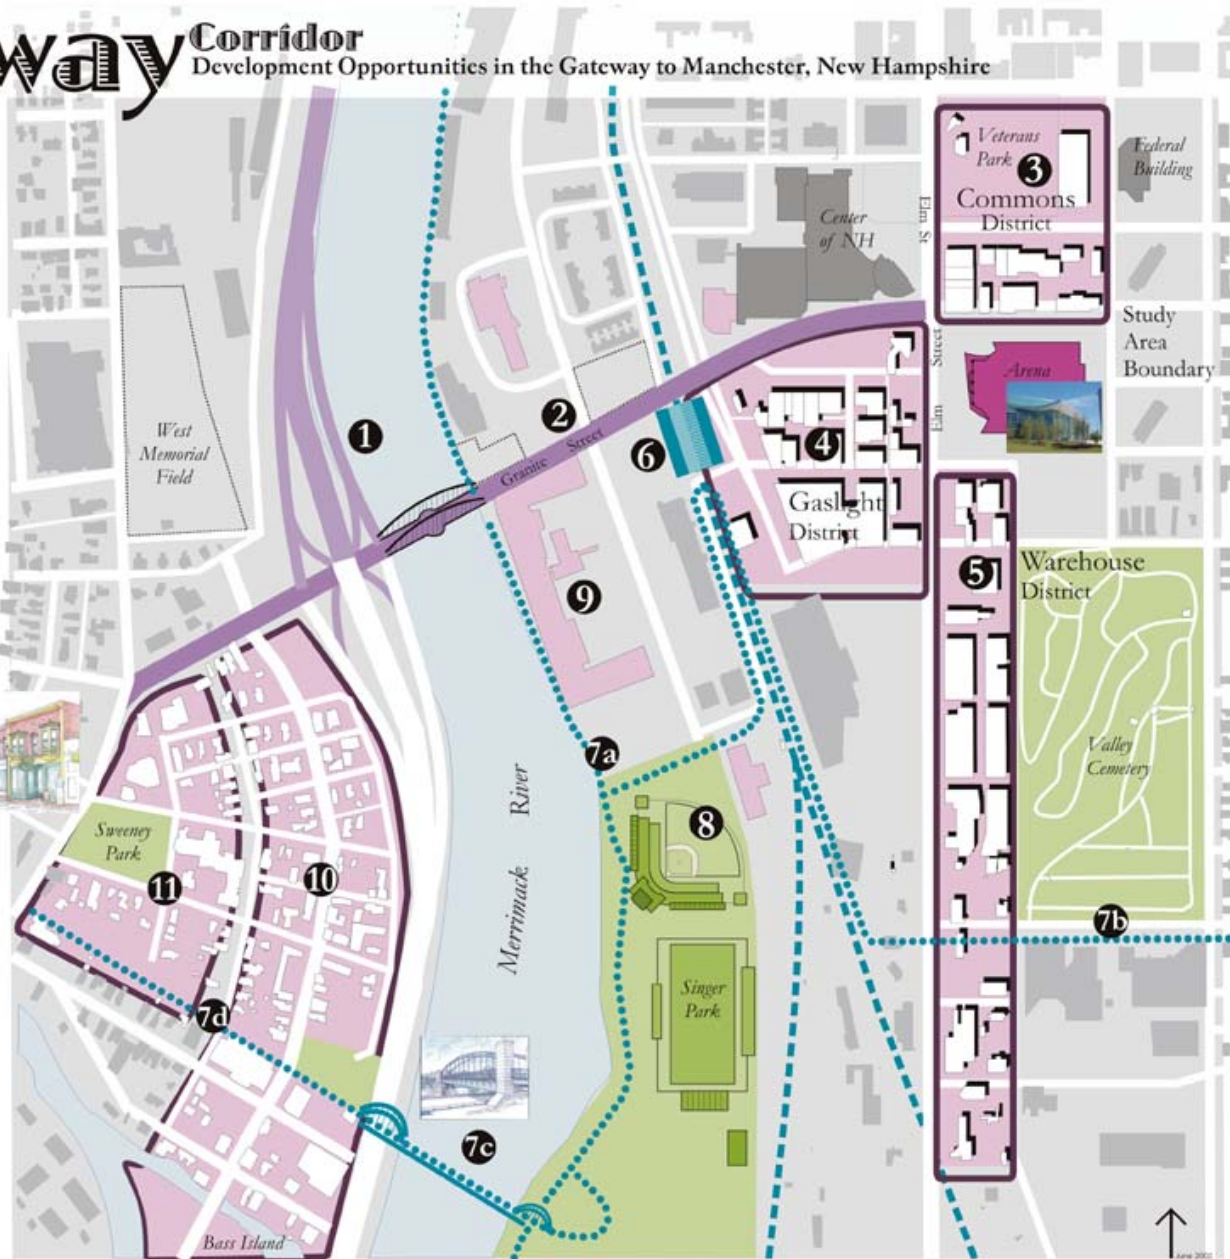 way Corridor
Development Opportunities in the Gateway to Manchester, New Hampshire
Veterans
Park
3
Commons
District
Federal
Building
Elm St
Center
of NH
Study
Area
Boundary
Elm Street
Arena
West
Memorial
Field
1
2
Granite Street
6
4
Gaslight
District
5
Warehouse
District
9
7a
Valley
Cemetery
Merrimack River
8
Sweeney
Park
11
10
7b
Singer
Park
7d
7c
Bass Island